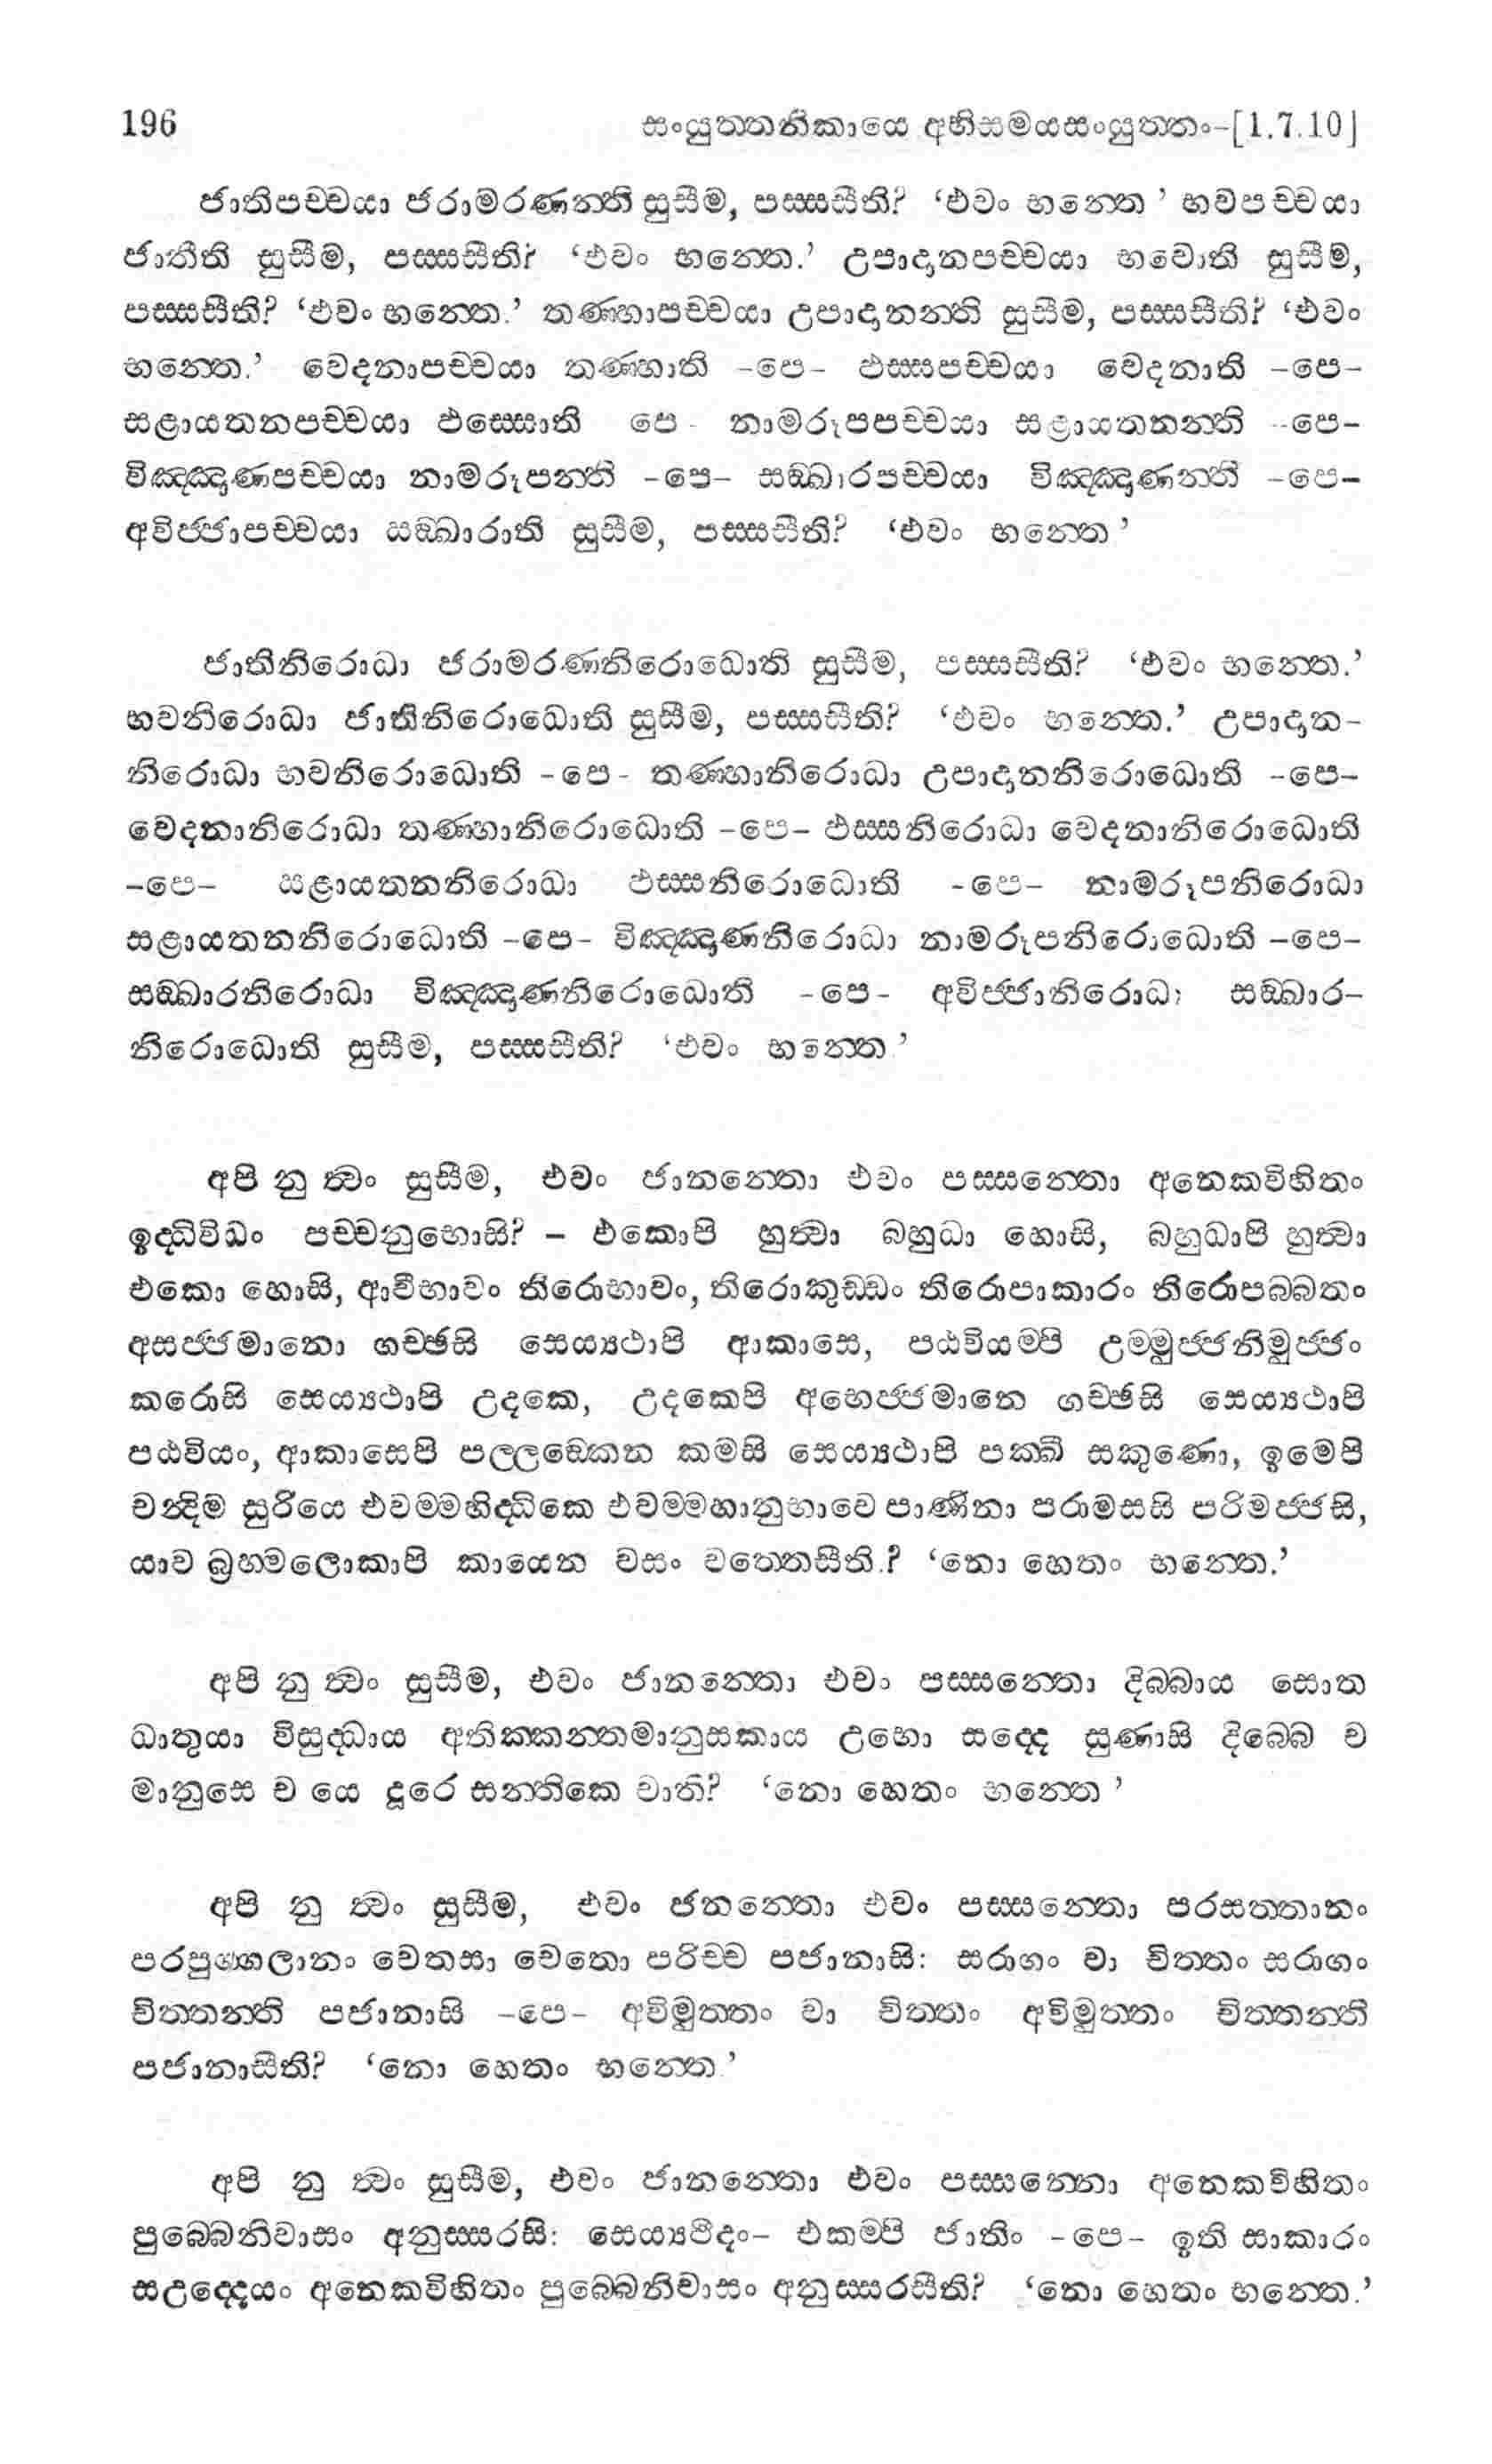 196 සංයුත්තනිකායෙ අභිසමයසංයුත්තං-[1.7.10]
ජාතිපච්චයා ජරාමරණන්ති සුසීම, පස්සසීති? ‘එවං භන්තෙ ’ භවපච්චයා
ජාතීති සුසීම, පස්සසීති? ‘එවං භන්තෙ.’ උපාදානපච්චයා භවොති සුසීම,
පස්සසීති? ‘එවං භන්තෙ.’ තණ්හාපච්චයා උපාදානන්ති සුසීම, පස්සසීති? ‘එවං
භන්තෙ.’ වෙදනාපච්චයා තණ්හාති -පෙ- ඵස්සපච්චයා වෙදනාති -පෙ-
සළායතනපච්චයා ඵස්සොති පෙ - නාමරූපපච්චයා සළායතනන්ති -පෙ-
විඤ්ඤාණපච්චයා නාමරූපන්ති -පෙ- සඞ්ඛාරපච්චයා විඤ්ඤාණන්ති -පෙ-
අවිජ්ජාපච්චයා සඞ්ඛාරාති සුසීම, පස්සසීති? ‘එවං භන්තෙ ’
ජාතිනිරොධා ජරාමරණනිරොධොති සුසීම, පස්සසීති? ‘එවං භන්තෙ.’
භවනිරොධා ජාතිනිරොධොති සුසීම, පස්සසීති? ‘එවං භන්තෙ.’ උපාදාන-
නිරොධා භවනිරොධොති -පෙ- තණ්හානිරොධා උපාදානනිරොධොති -පෙ-
වෙදනානිරොධා තණ්හානිරොධොති -පෙ- ඵස්සනිරොධා වෙදනානිරොධොති
-පෙ- සළායතනනිරොධා ඵස්සනිරොධොති -පෙ- නාමරූපනිරොධා
සළායතනනිරොධොති -පෙ- විඤ්ඤාණනිරොධා නාමරූපනිරොධොති -පෙ-
සඞ්ඛාරනිරොධා විඤ්ඤාණනිරොධොති -පෙ- අවිජ්ජානිරොධා සඞ්ඛාර-
නිරොධොති සුසීම, පස්සසීති? ‘එවං භන්තෙ ’
අපි නු ත්වං සුසීම, එවං ජානන්තො එවං පස්සන්තො අනෙකවිහිතං
ඉද්ධිවිධං පච්චනුභොසි? – එකොපි හුත්වා බහුධා හොසි, බහුධාපි හුත්වා
එකො හොසි, ආවීභාවං තිරොභාවං, තිරොකුඩ්ඩං තිරොපාකාරං තිරොපබ්බතං
අසජ්ජමානො ගච්ඡසි සෙය්‍යථාපි ආකාසෙ, පඨවියම්පි උම්මුජ්ජනිමුජ්ජං
කරොසි සෙය්‍යථාපි උදකෙ, උදකෙපි අභෙජ්ජමානෙ ගච්ඡසි සෙය්‍යථාපි
පඨවියං, ආකාසෙපි පල්ලඞ්කෙන කමසි සෙය්‍යථාපි පක්ඛී සකුණො, ඉමෙපි
චන්දිම සුරියෙ එවම්මහිද්ධිකෙ එවම්මහානුභාවෙ පාණිනා පරාමසසි පරිමජ්ජසි,
යාව බ්‍රහ්මලොකාපි කායෙන වසං වත්තෙසීති.? ‘නො හෙතං භන්තෙ.’
අපි නු ත්වං සුසීම, එවං ජානන්තො එවං පස්සන්තො දිබ්බාය සොත
ධාතුයා විසුද්ධාය අතික්කන්තමානුසකාය උභො සද්දෙ සුණාසි දිබ්බෙ ච
මානුසෙ ච යෙ දූරෙ සන්තිකෙ චාති? ‘නො හෙතං භන්තෙ ’
අපි නු ත්වං සුසීම, එවං ජනන්තො එවං පස්සන්තො පරසත්තානං
පරපුග්ගලානං චෙතසා චෙතො පරිච්ච පජානාසි: සරාගං වා චිත්තං සරාගං
චිත්තන්ති පජානාසි -පෙ- අවිමුත්තං වා චිත්තං අවිමුත්තං චිත්තන්ති
පජානාසීති? ‘නො හෙතං භන්තෙ.’
අපි නු ත්වං සුසීම, එවං ජානන්තො එවං පස්සන්තො අනෙකවිහිතං
පුබ්බෙනිවාසං අනුස්සරසි: සෙය්‍යථීදං- එකම්පි ජාතිං -පෙ- ඉති සාකාරං
සඋද්දෙසං අනෙකවිහිතං පුබ්බෙනිවාසං අනුස්සරසීති? ‘නො හෙතං භන්තෙ.’